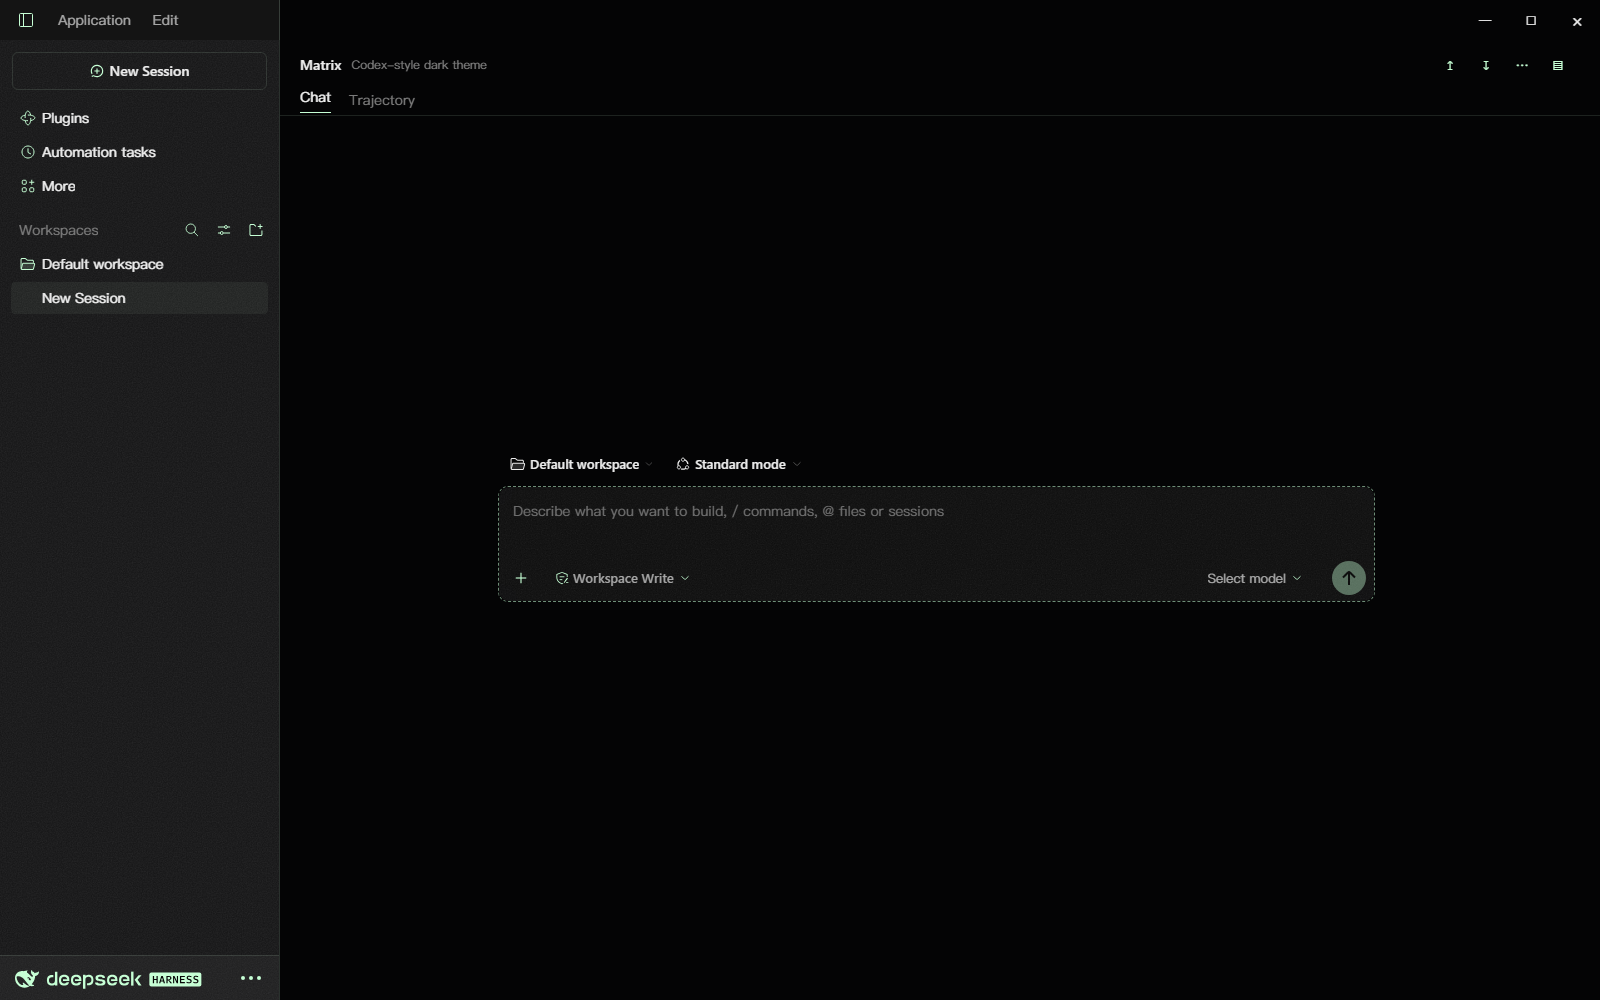 Application Edit
New Session
Plugins
Automation tasks
More
Workspaces
Default workspace
New Session
deepseek HARNESS
Matrix Codex-style dark theme
Chat Trajectory
Default workspace Standard mode
Describe what you want to build, / commands, @ files or sessions
Workspace Write Select model